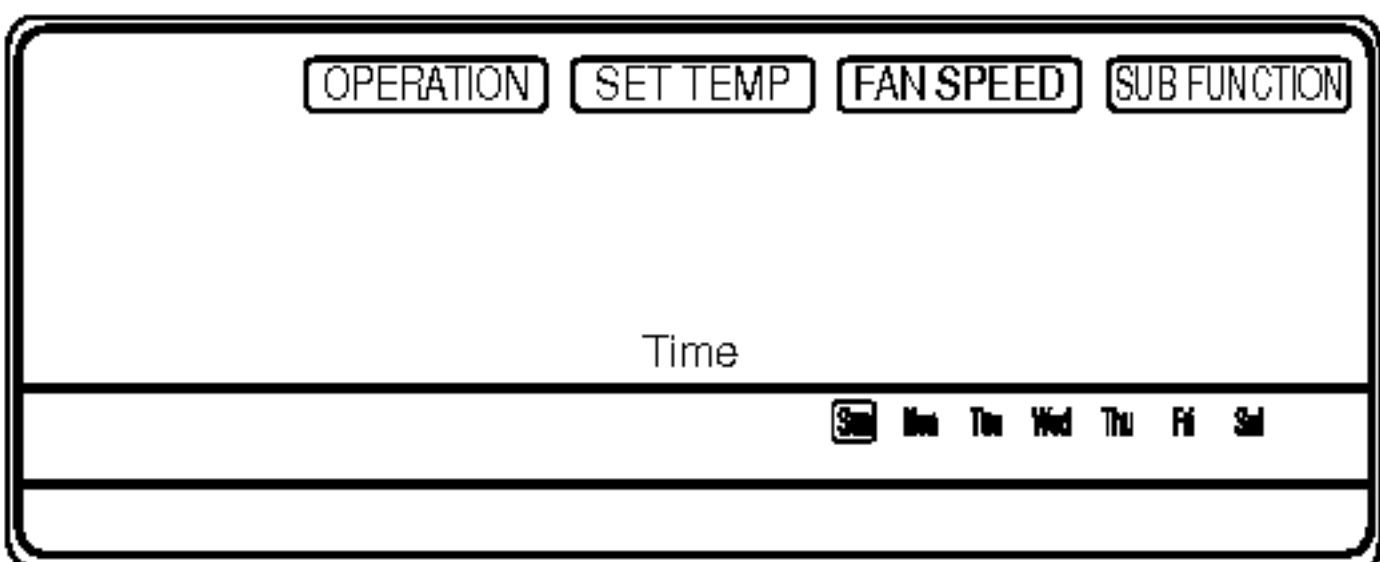 OPERATION SET TEMP FAN SPEED SUB FUNCTION
Time
Sun Mon Tue Wed Thu Fri Sat